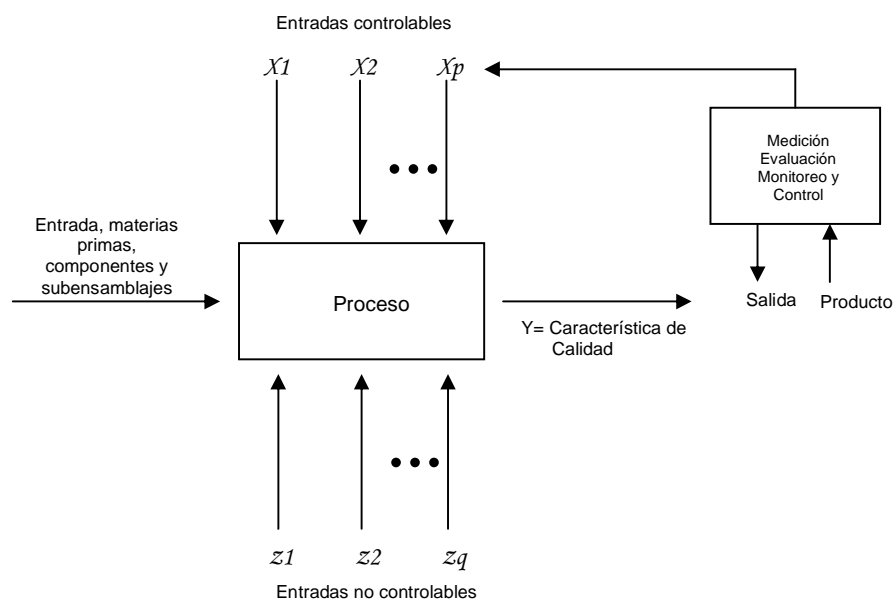 Entradas controlables
X1 X2 Xp
Medición
Evaluación
Monitoreo y
Control
Entrada, materias
primas,
componentes y
subensamblajes
Proceso
Salida Producto
Y= Característica de
Calidad
z1 z2 zq
Entradas no controlables